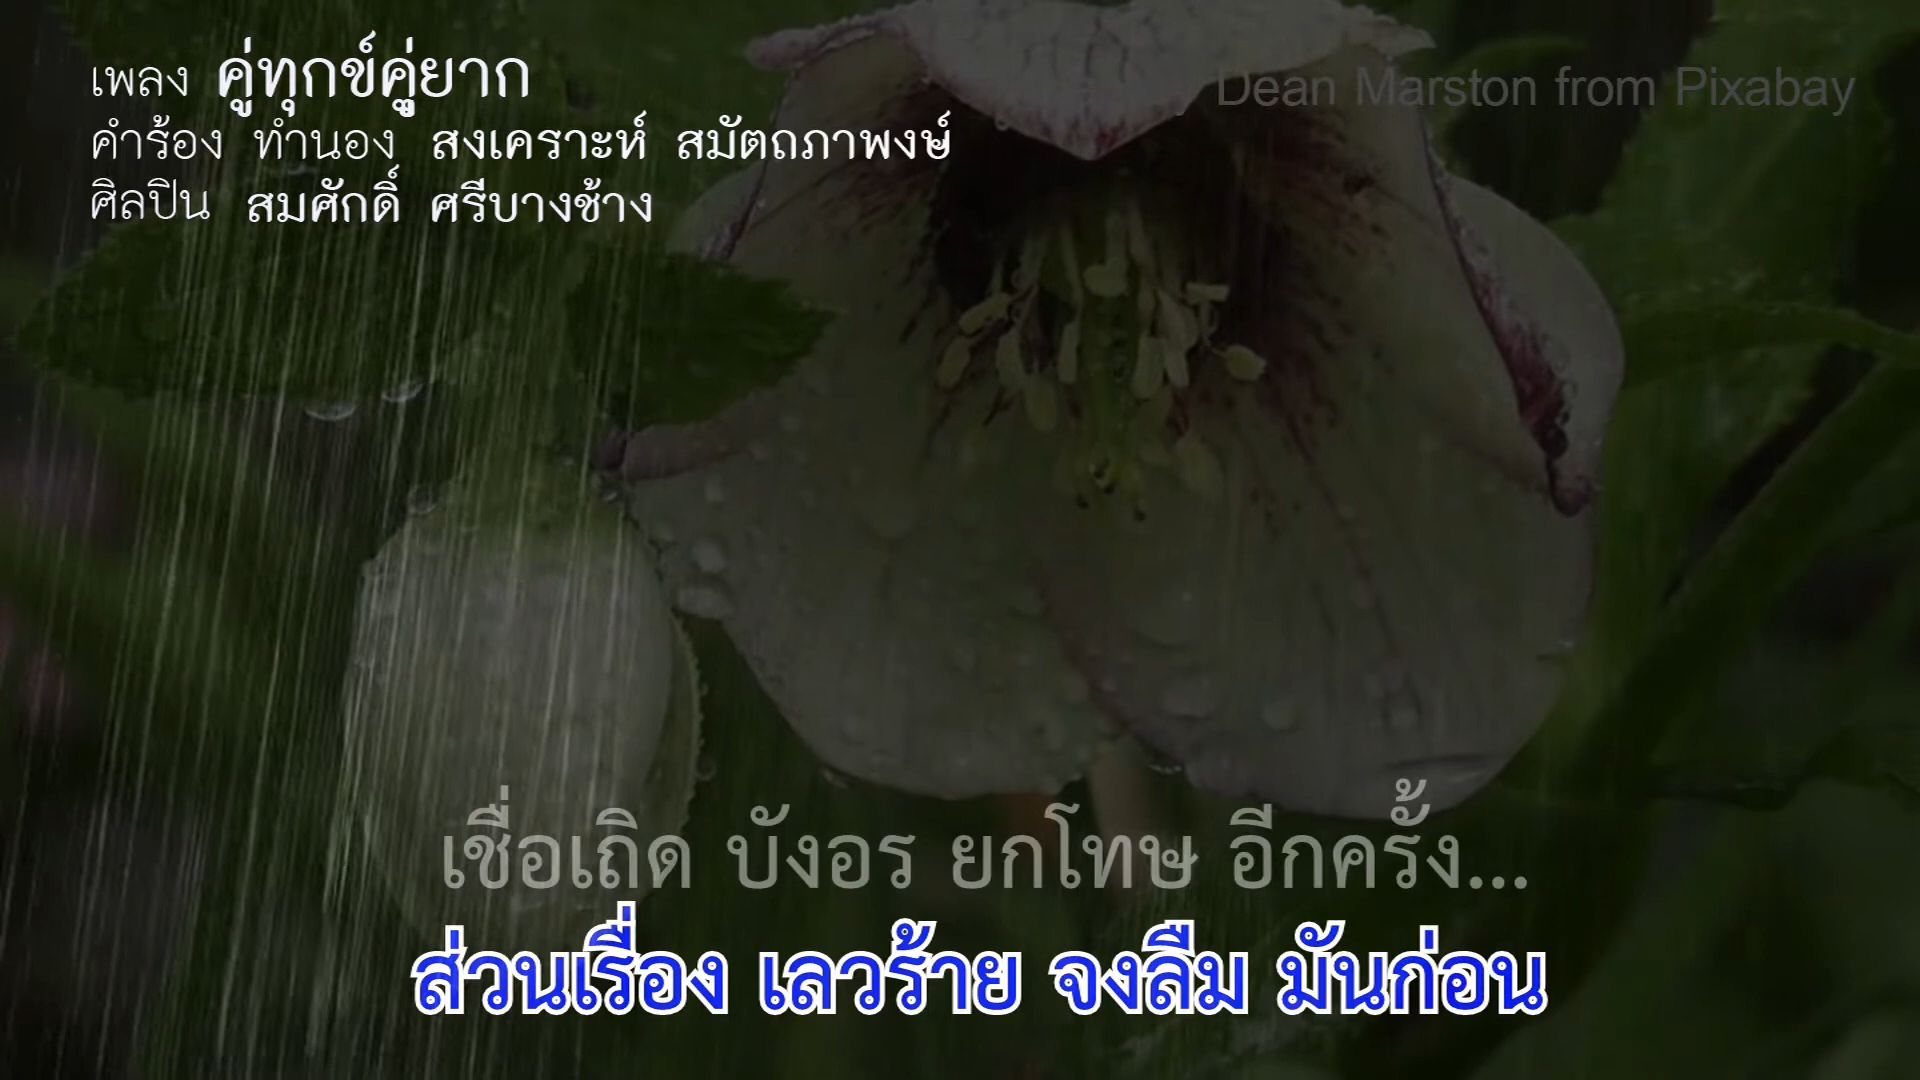 เพลง คู่ทุกข์คู่ยาก
Dean Marston from Pixabay
คำร้อง ทำนอง สงเคราะห์ สมัตถภาพงษ์
ศิลปิน สมศักดิ์ ศรีบางช้าง
เชื่อเถิด บังอร ยกโทษ อีกครั้ง...
ส่วนเรื่อง เลวร้าย จงลืม มันก่อน